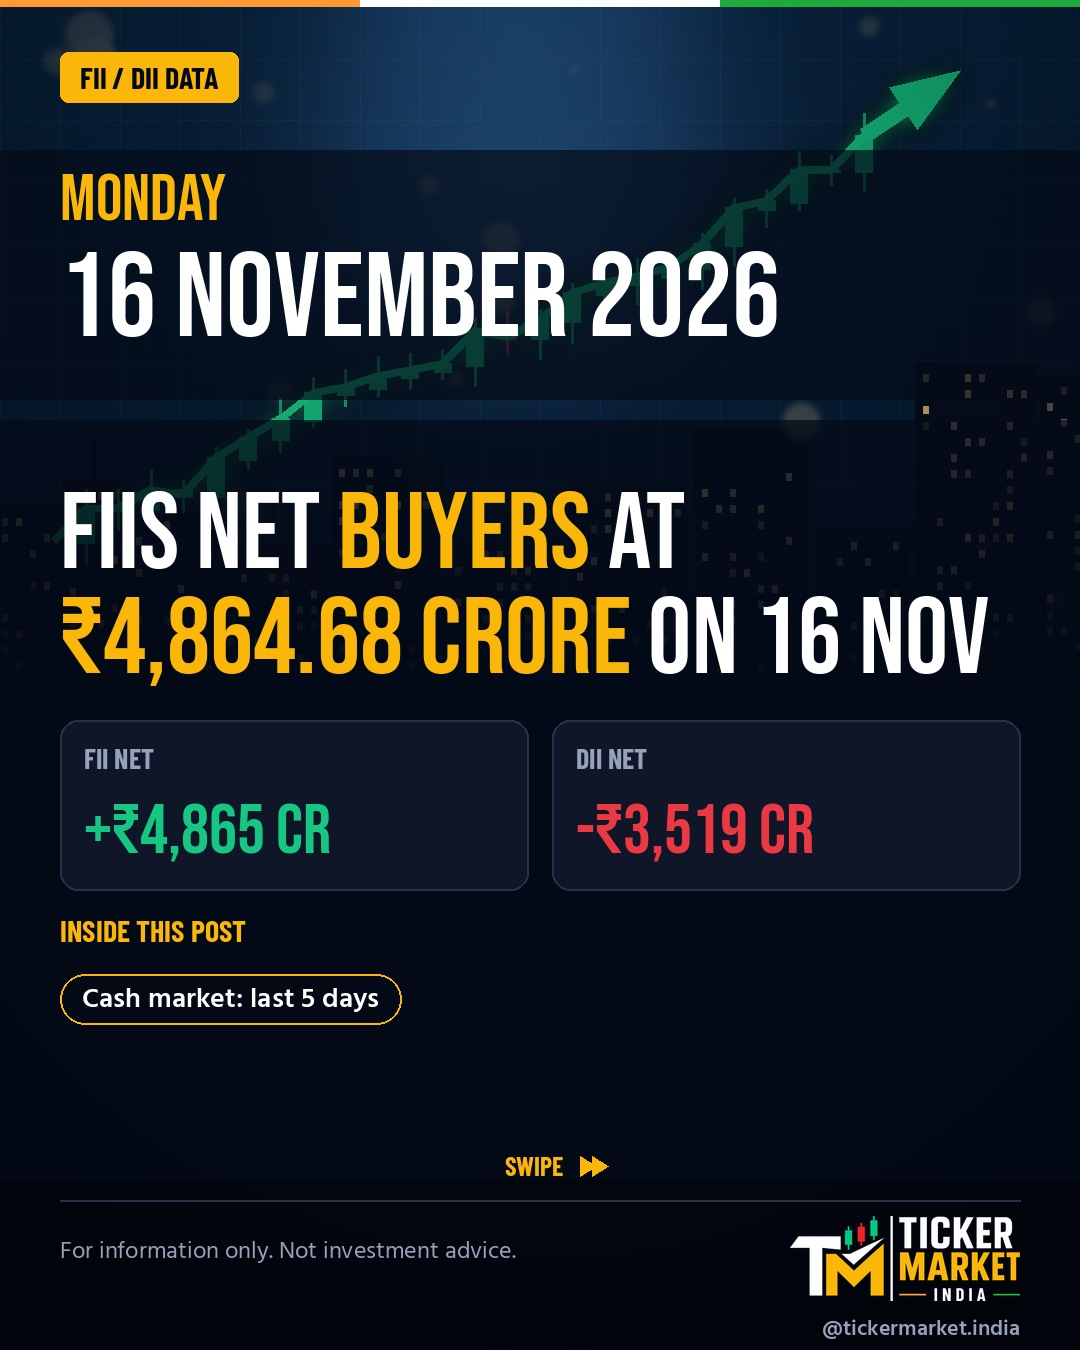 FII / DII DATA
MONDAY
16 NOVEMBER 2026
FIIS NET BUYERS AT
₹4,864.68 CRORE ON 16 NOV
FII NET
+₹4,865 CR
DII NET
-₹3,519 CR
INSIDE THIS POST
Cash market: last 5 days
SWIPE
For information only. Not investment advice.
TM
TICKER
MARKET
INDIA
@tickermarket.india